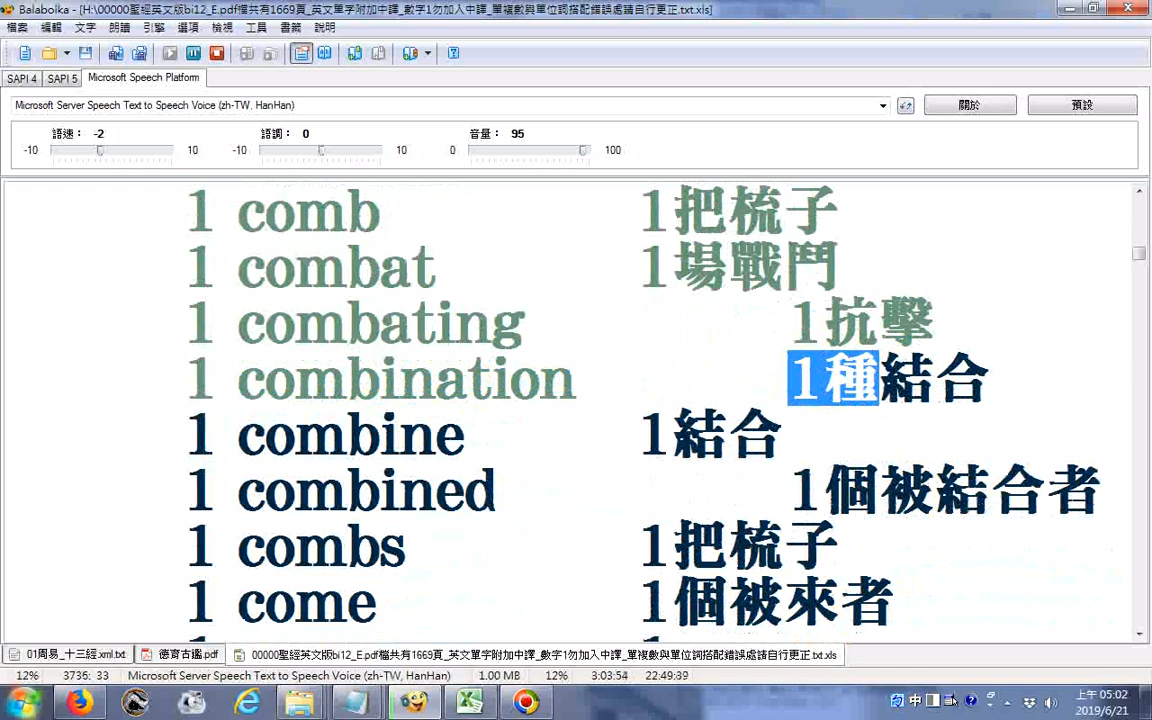 Balabolka - [H:\00000聖經英文版bi12_E.pdf檔共有1669頁_英文單字附加中譯_數字1勿加入中譯_單複數與單位詞搭配錯誤處請自行更正.txt.xls]
檔案 編輯 文字 朗讀 引擎 選項 檢視 工具 書籤 說明
SAPI 4 SAPI 5 Microsoft Speech Platform
Microsoft Server Speech Text to Speech Voice (zh-TW, HanHan) 關於 預設
語速： -2 語調： 0 音量： 95
-10 10 -10 10 0 100
1 comb 1把梳子
1 combat 1場戰鬥
1 combating 1抗擊
1 combination 1種結合
1 combine 1結合
1 combined 1個被結合者
1 combs 1把梳子
1 come 1個被來者
01周易_十三經.xml.txt 德育古鑑.pdf 00000聖經英文版bi12_E.pdf檔共有1669頁_英文單字附加中譯_數字1勿加入中譯_單複數與單位詞搭配錯誤處請自行更正.txt.xls
12% 3736: 33 Microsoft Server Speech Text to Speech Voice (zh-TW, HanHan) 1.00 MB 12% 3:03:54 22:49:39
中 上午 05:02
2019/6/21